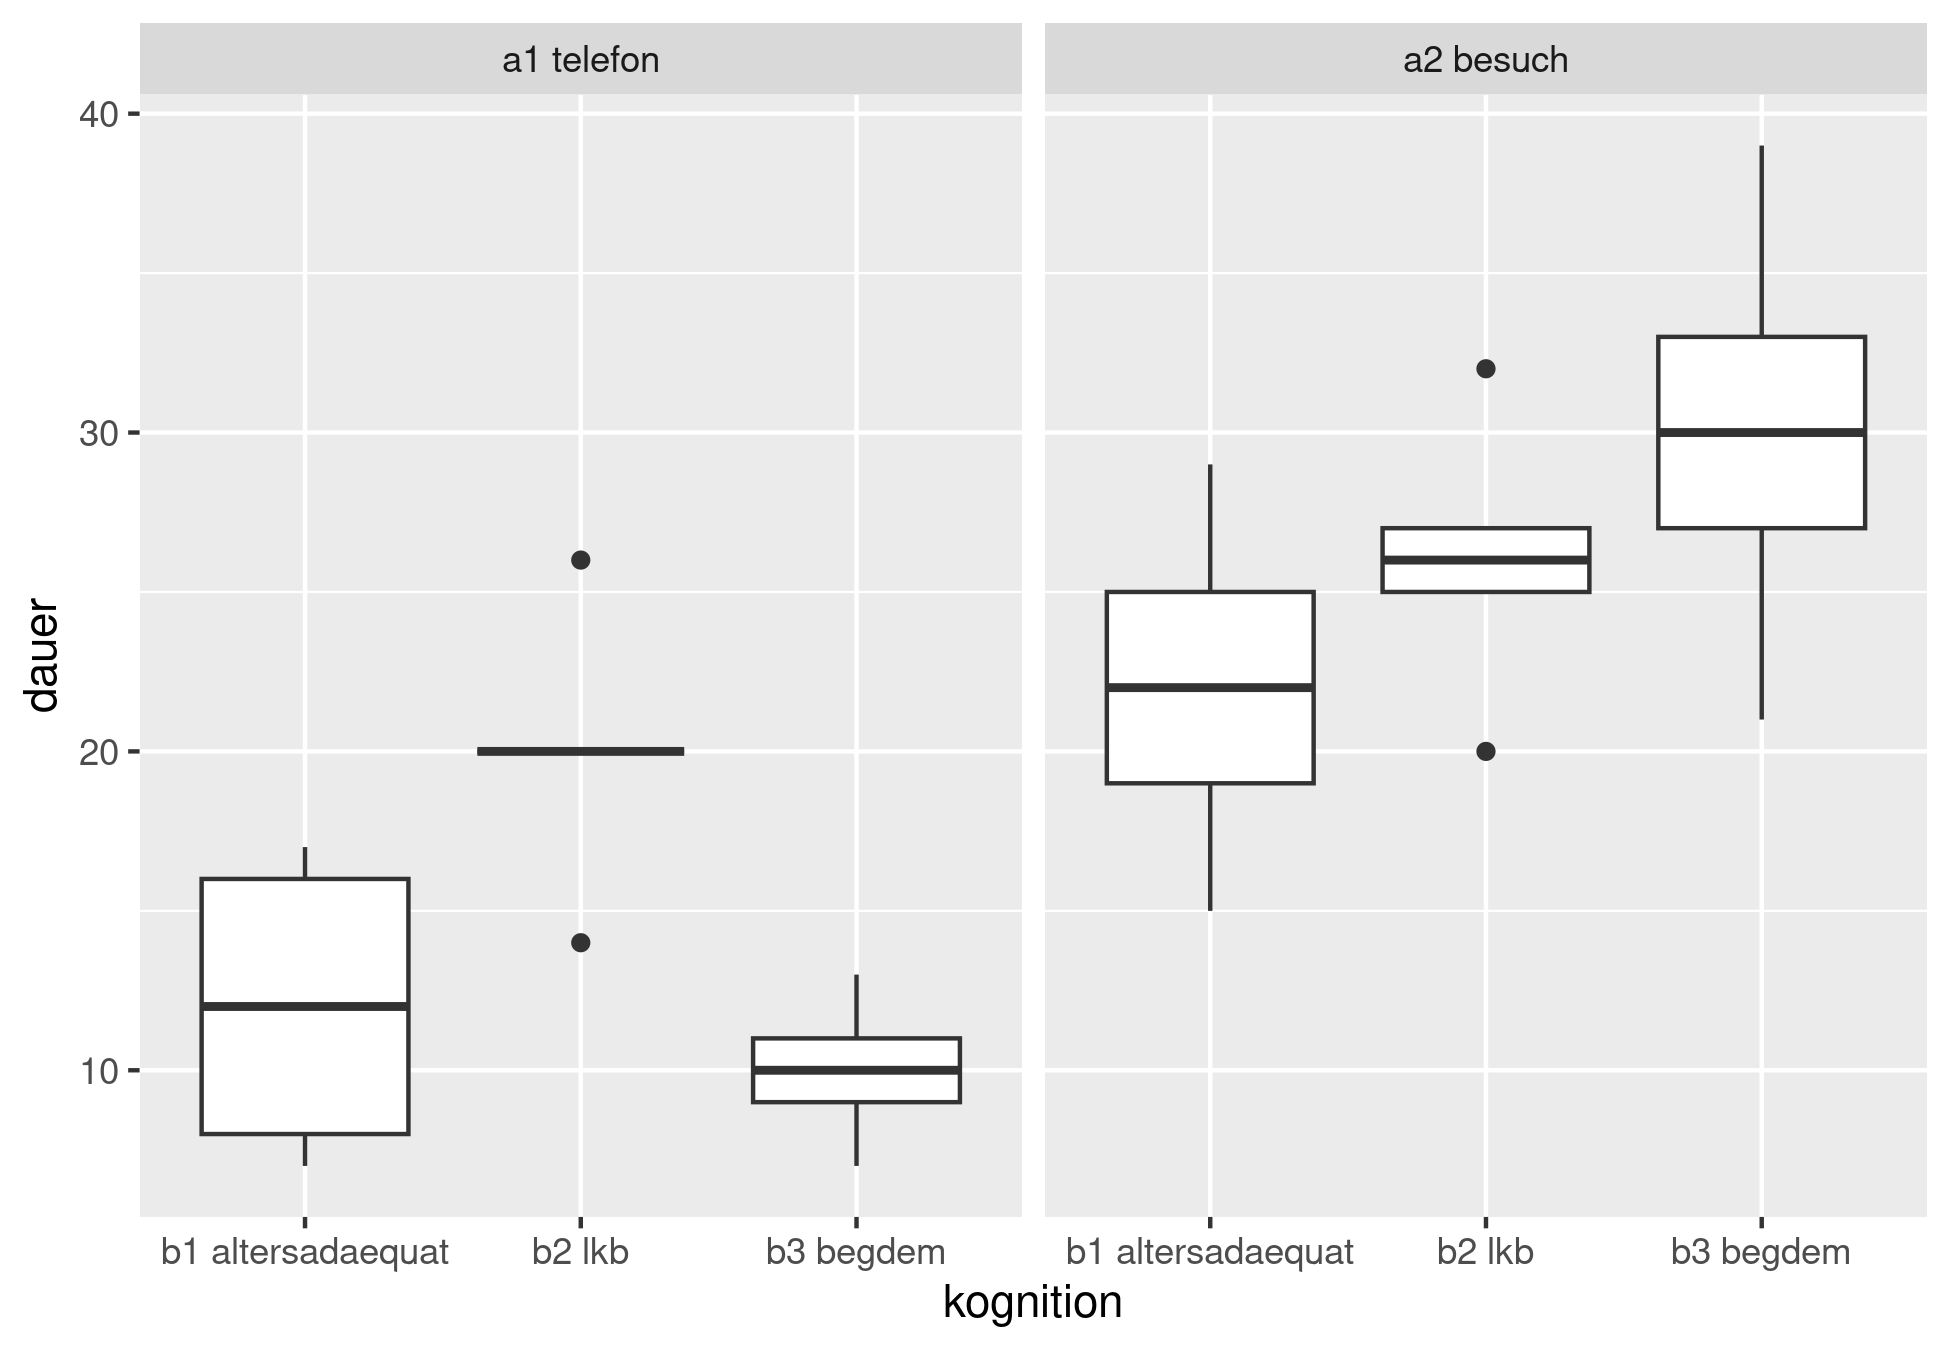 a1 telefon
a2 besuch
40
30
20
10
dauer
b1 altersadaequat
b2 lkb
b3 begdem
b1 altersadaequat
b2 lkb
b3 begdem
kognition